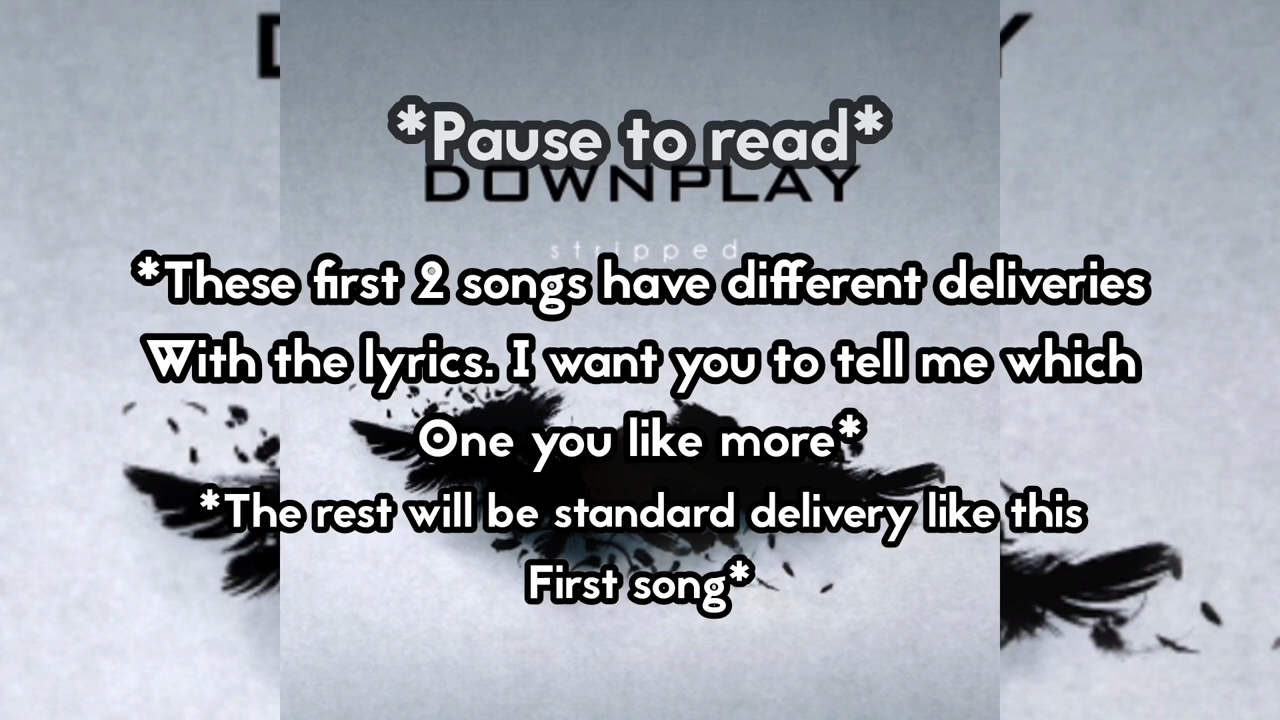 *Pause to read*
DOWNPLAY
stripped
*These first 2 songs have different deliveries
With the lyrics. I want you to tell me which
One you like more*
*The rest will be standard delivery like this
First song*